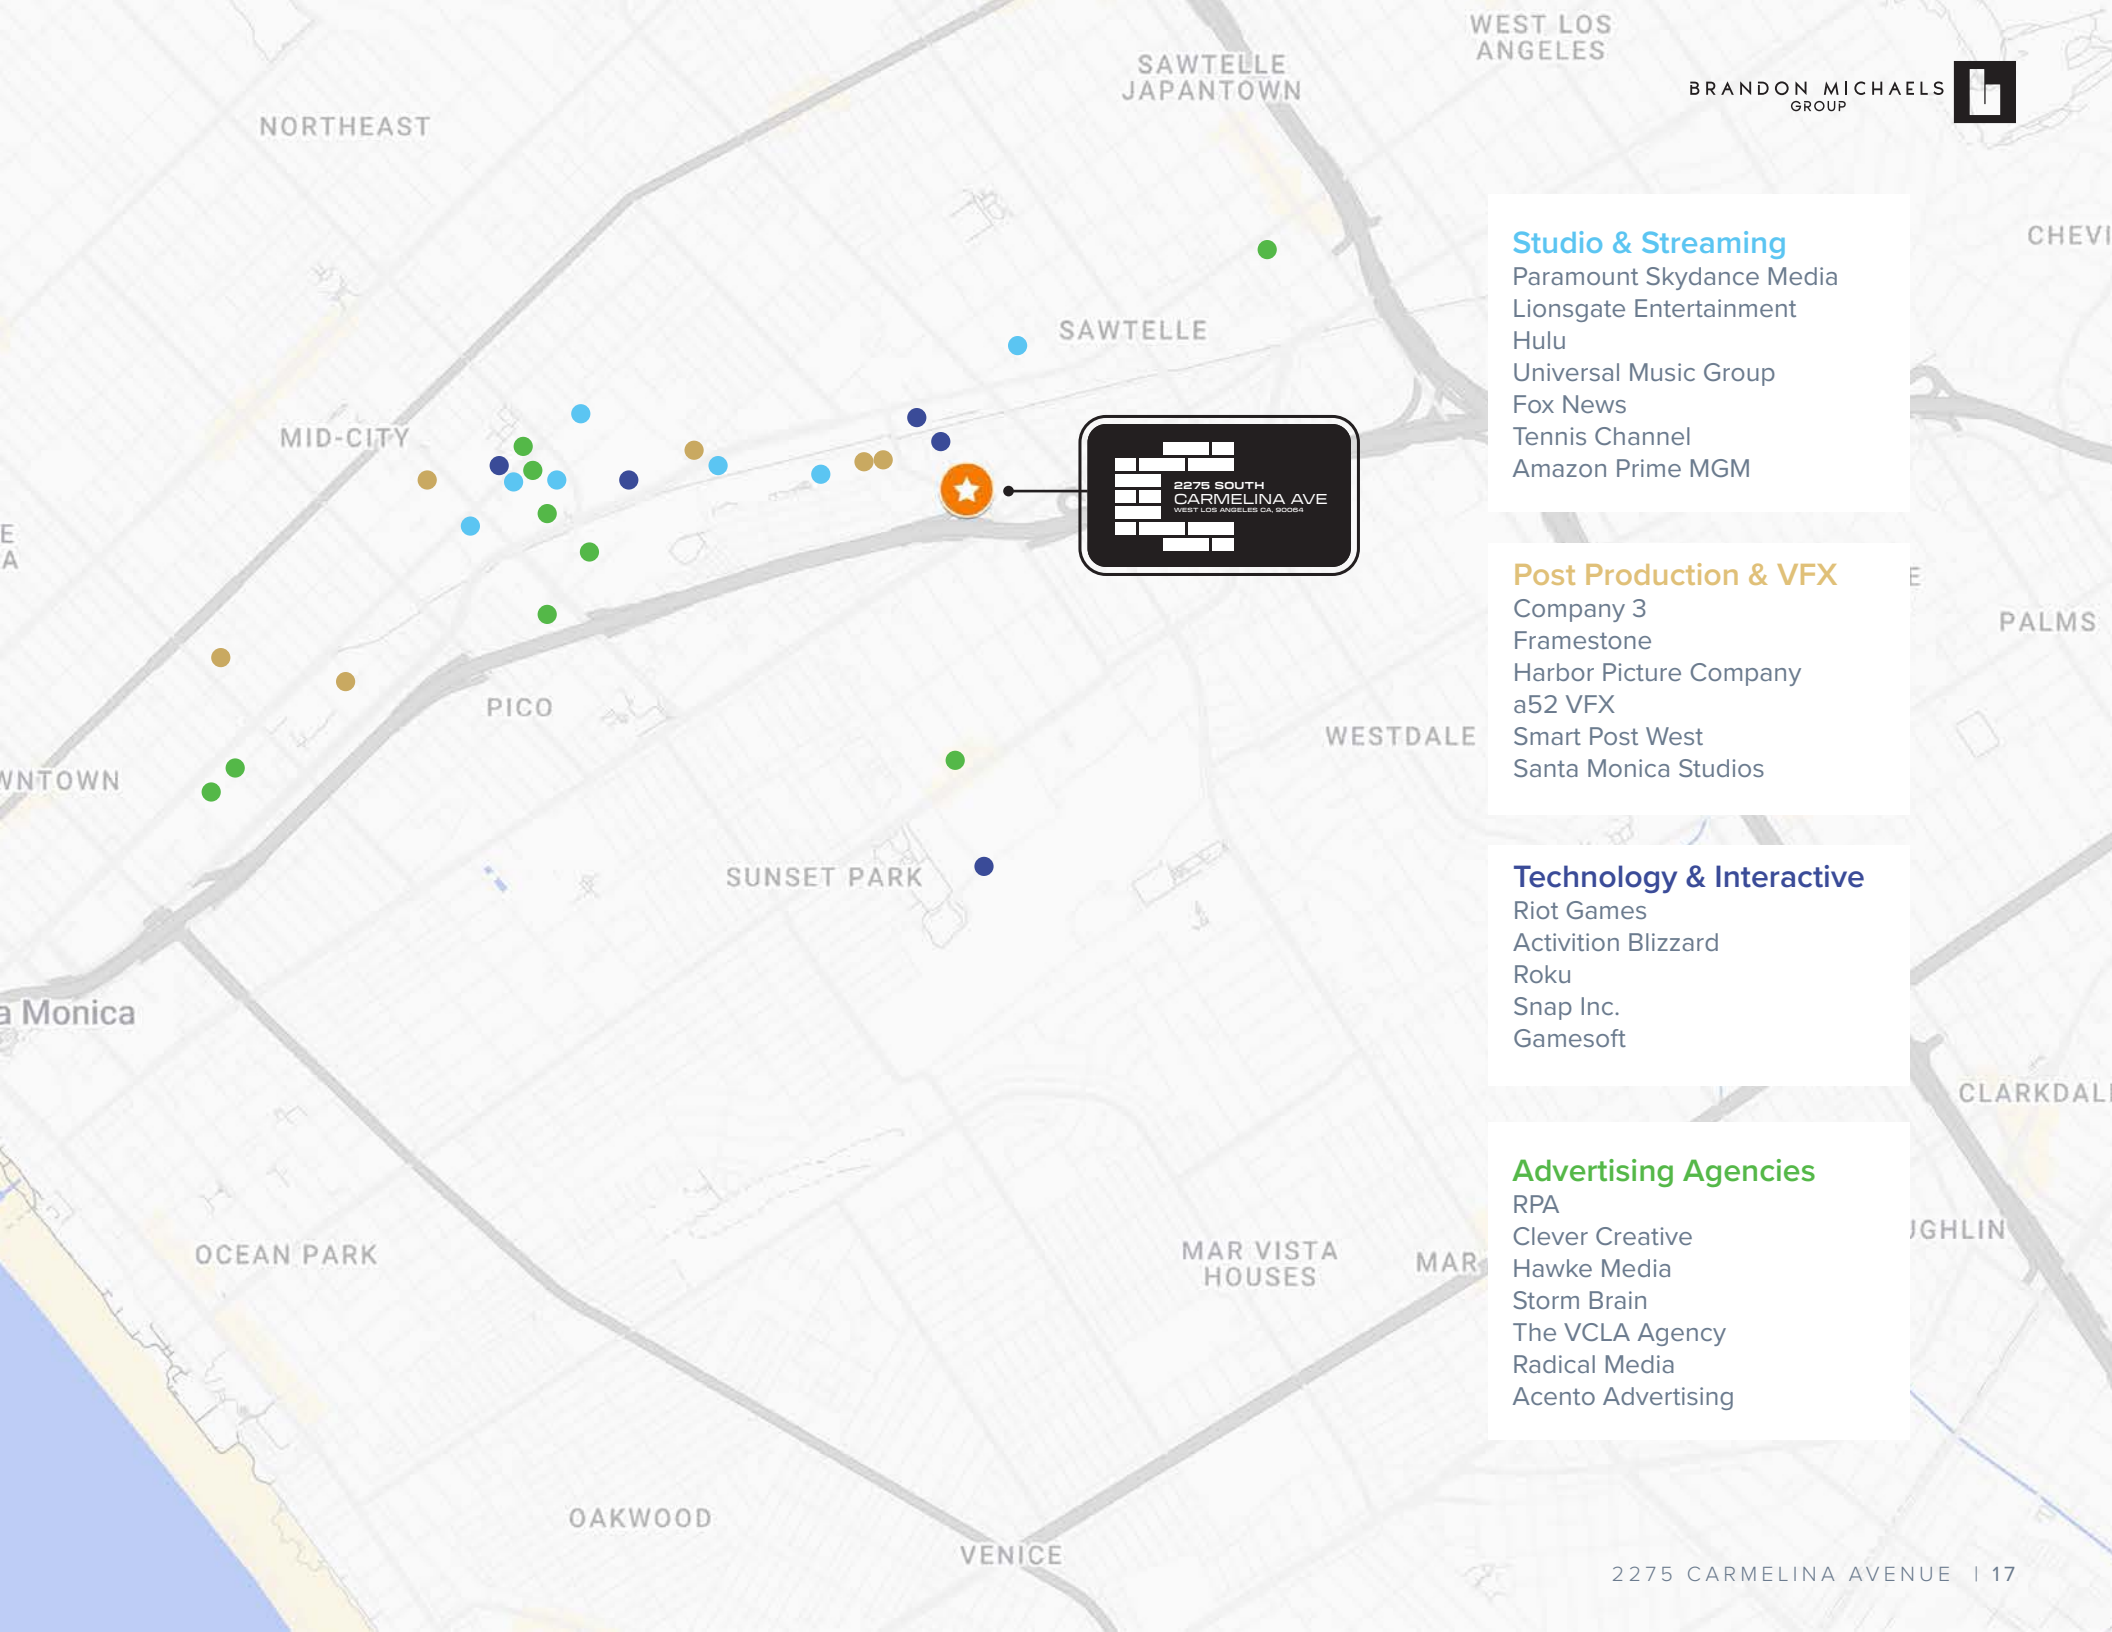 WEST LOS
ANGELES
SAWTELLE
JAPANTOWN
BRANDON MICHAELS
GROUP
NORTHEAST
CHEVI
SAWTELLE
MID-CITY
E
A
2275 SOUTH
CARMELINA AVE
WEST LOS ANGELES CA, 90064
PICO
WNTOWN
WESTDALE
SUNSET PARK
a Monica
OCEAN PARK
MAR VISTA
HOUSES
MAR
OAKWOOD
VENICE
Studio & Streaming
Paramount Skydance Media
Lionsgate Entertainment
Hulu
Universal Music Group
Fox News
Tennis Channel
Amazon Prime MGM
Post Production & VFX
Company 3
Framestone
Harbor Picture Company
a52 VFX
Smart Post West
Santa Monica Studios
Technology & Interactive
Riot Games
Activition Blizzard
Roku
Snap Inc.
Gamesoft
Advertising Agencies
RPA
Clever Creative
Hawke Media
Storm Brain
The VCLA Agency
Radical Media
Acento Advertising
E
PALMS
CLARKDAL
UGHLIN
2275 CARMELINA AVENUE | 17